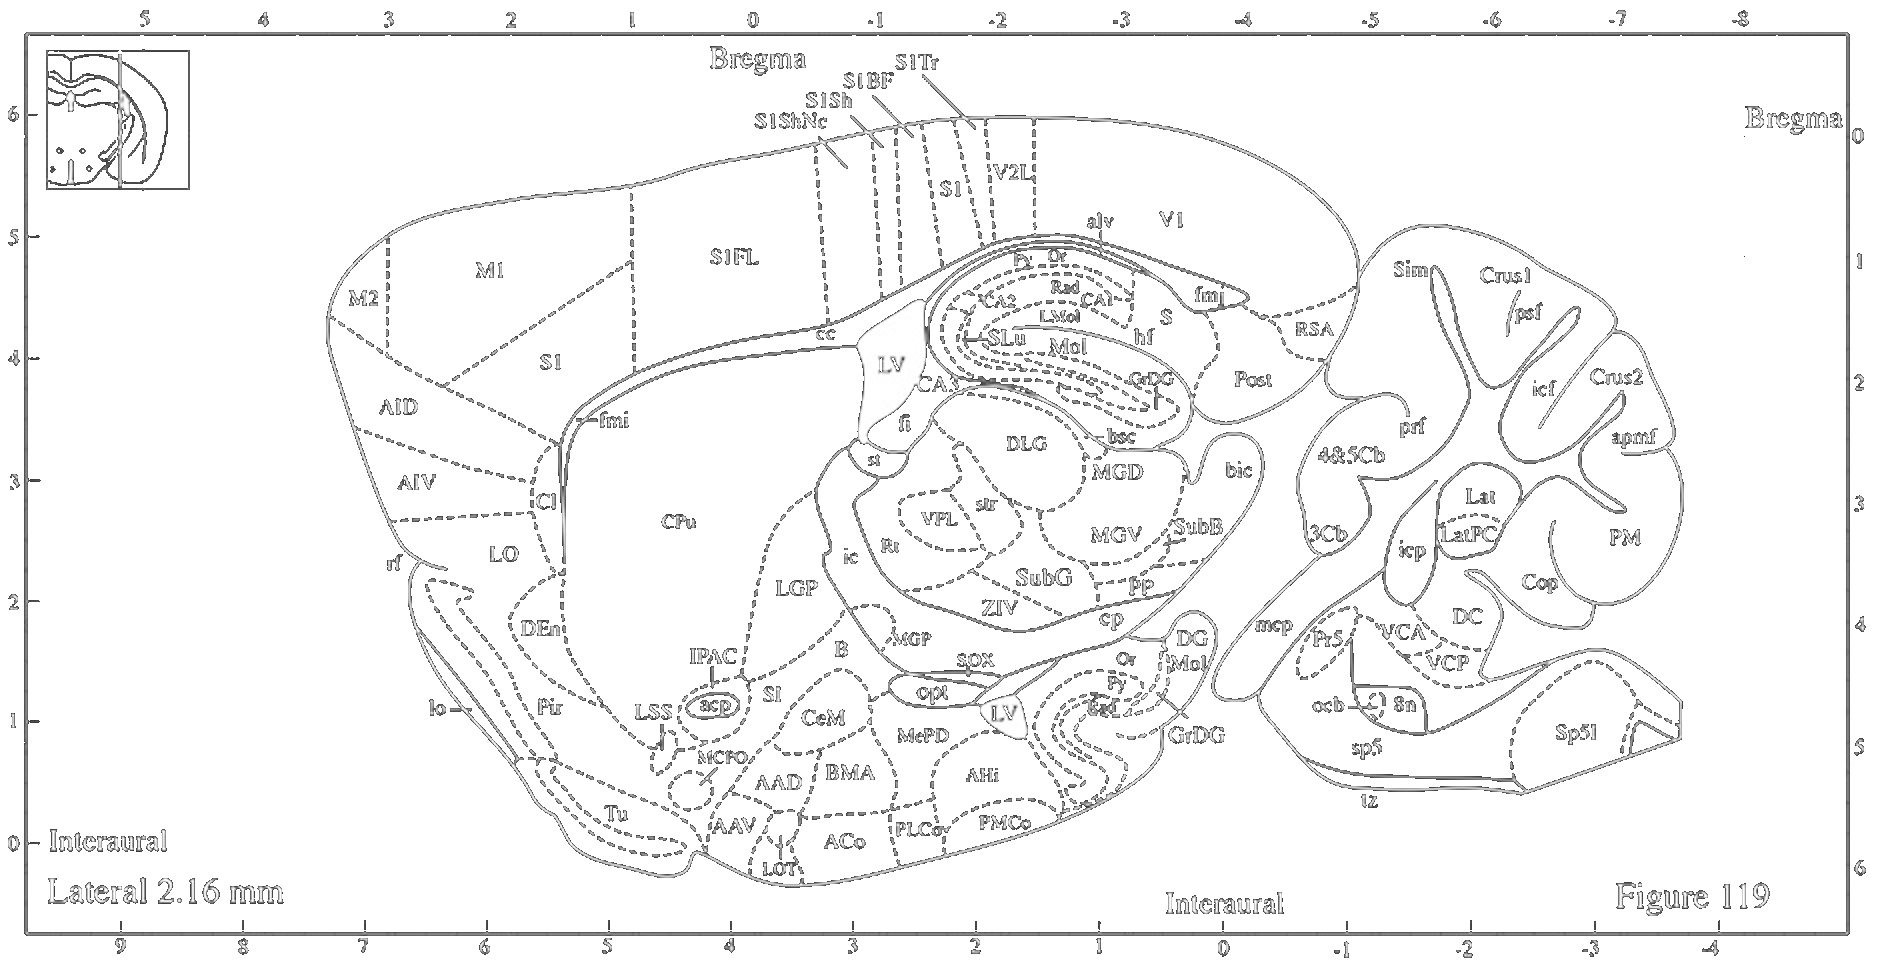 5 4 3 2 1 0 -1 -2 -3 -4 -5 -6 -7 -8
Bregma
S1Tr
S1BF
S1Sh
S1ShNc
6
Bregma
0
S1
V2L
V1
alv
5
M1
S1FL
Py
Or
Sim
Crus1
1
M2
CA2
Rad
CA1
fmj
psf
S
LMol
RSA
cc
SLu
hf
Mol
4
S1
LV
CA3
GrDG
Post
icf
Crus2
2
AID
fmi
fi
bsc
prf
apmf
DLG
st
MGD
bic
4&5Cb
3
AIV
Cl
str
Lat
3
CPu
VPL
MGV
SubB
3Cb
LatPC
PM
rf
LO
ic
Rt
icp
LGP
SubG
pp
Cop
2
ZIV
cp
DC
4
DEn
MGP
mcp
Pr5
VCA
B
DG
IPAC
SOX
Or
Mol
VCP
SI
opt
Py
lo
Pir
LSS
acp
CeM
LV
Rad
ocb
8n
1
MePD
GrDG
sp5
Sp5I
5
MCPO
AAD
BMA
AHi
tz
Tu
AAV
PLCo
PMCo
0
Interaural
ACo
LOT
6
Lateral 2.16 mm
Interaural
Figure 119
9 8 7 6 5 4 3 2 1 0 -1 -2 -3 -4